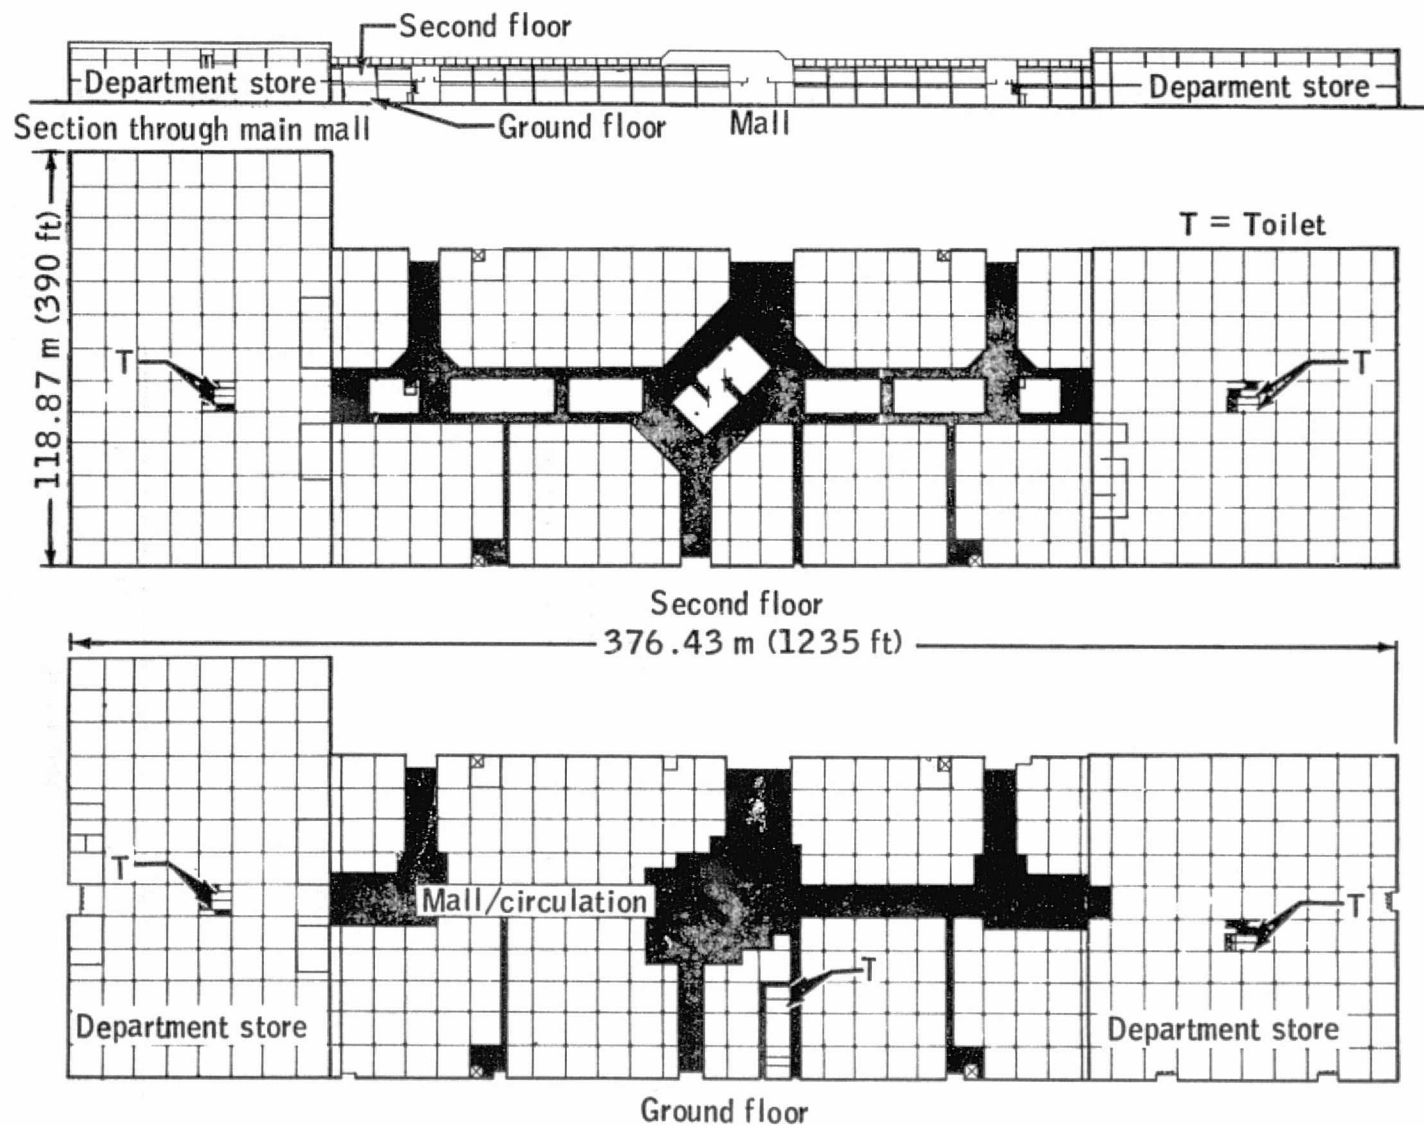 Second floor
Department store
Deparment store
Section through main mall
Ground floor
Mall
118.87 m (390 ft)
T = Toilet
T
T
Second floor
376.43 m (1235 ft)
T
Mall/circulation
T
T
Department store
Department store
Ground floor